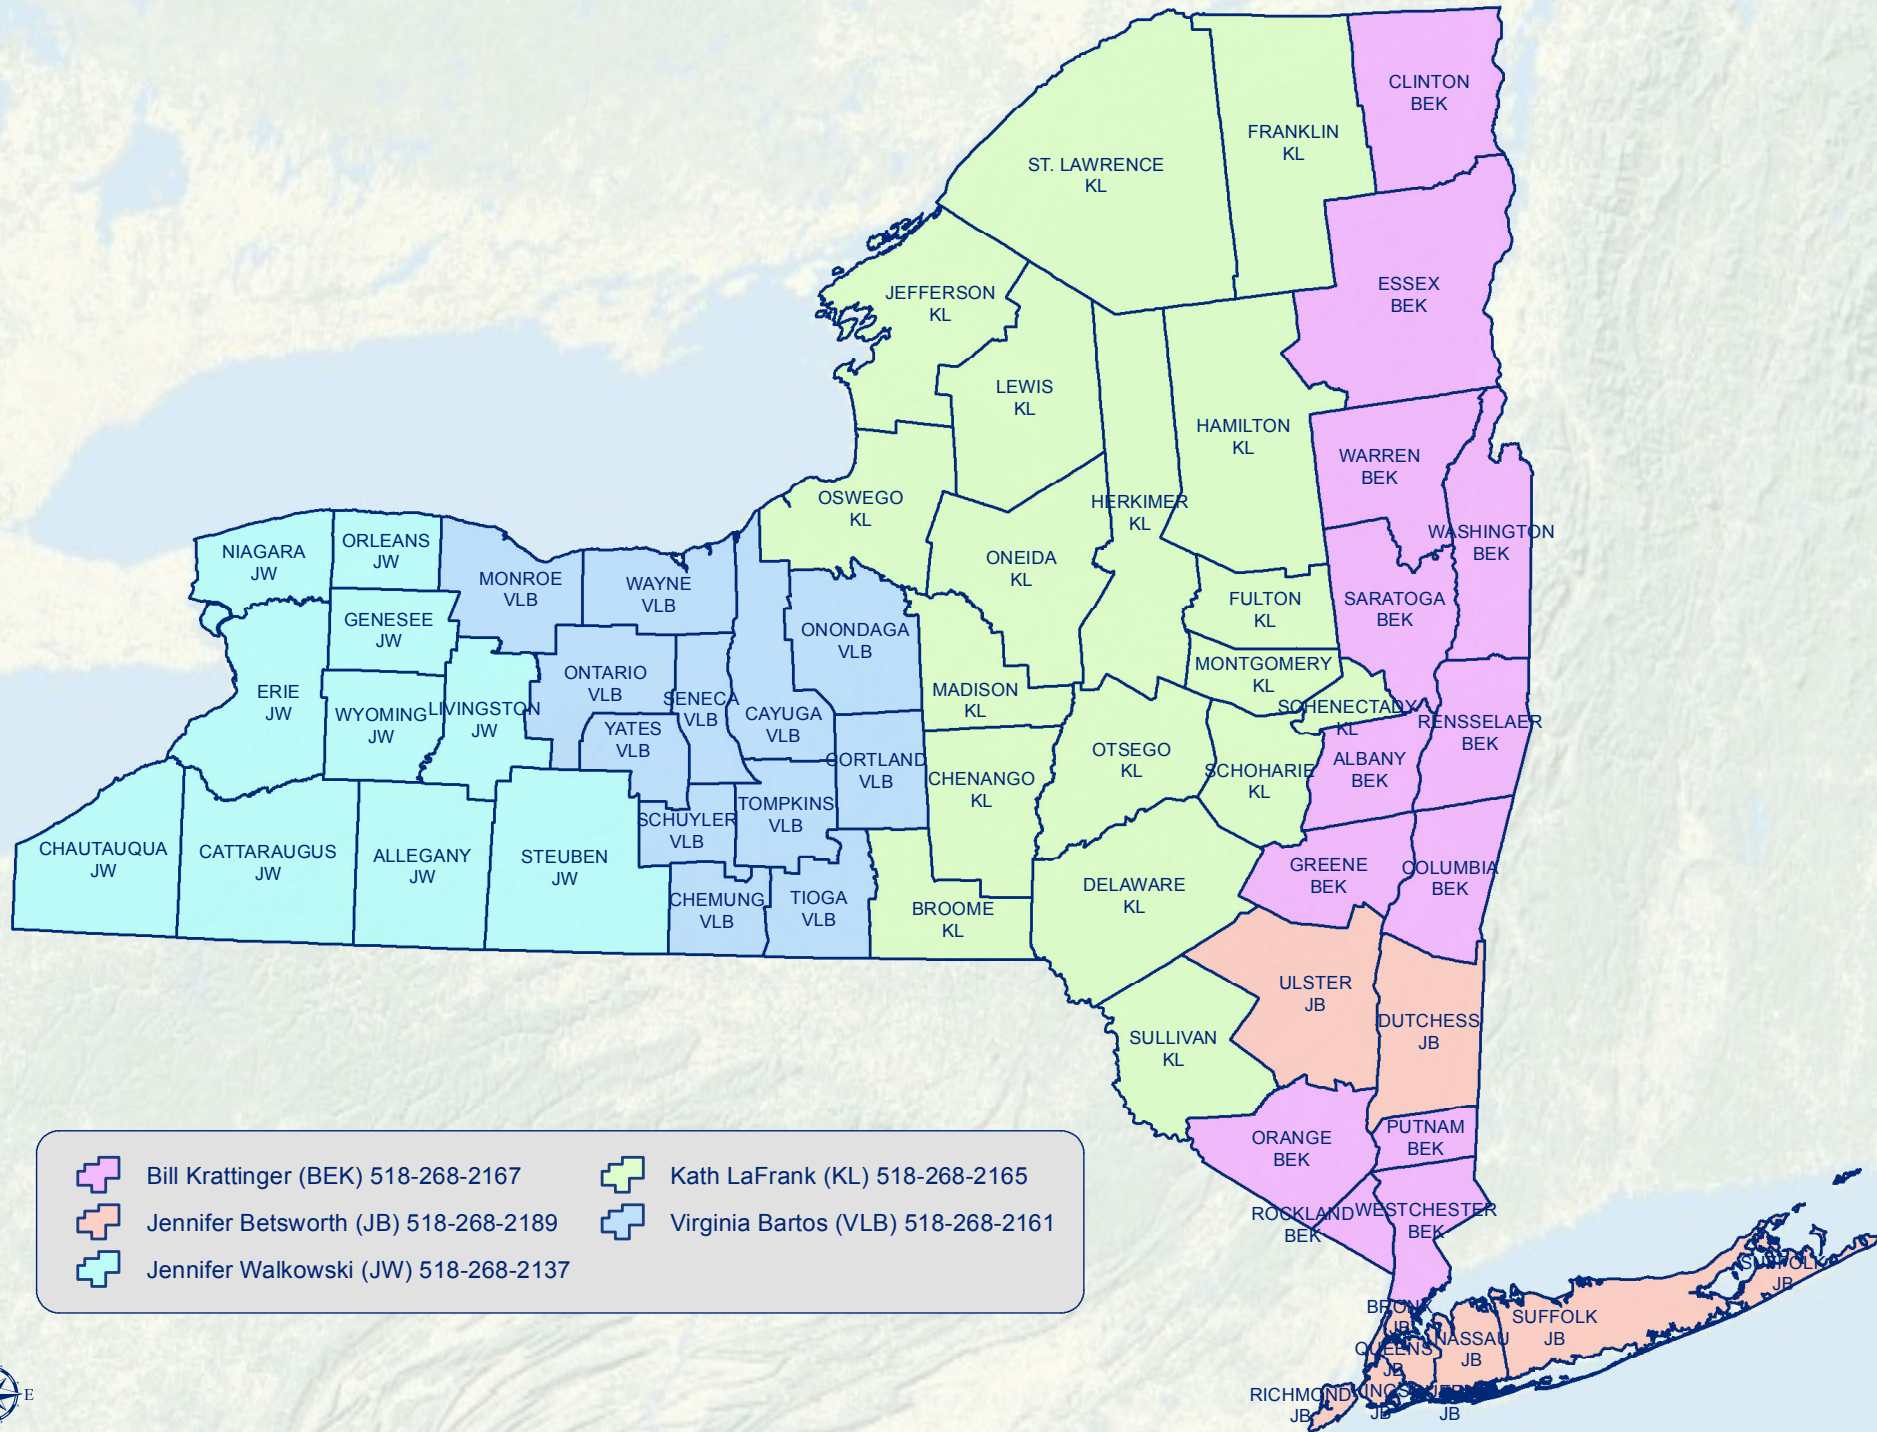 CLINTON
BEK
FRANKLIN
KL
ST. LAWRENCE
KL
ESSEX
BEK
JEFFERSON
KL
LEWIS
KL
HAMILTON
KL
WARREN
BEK
HERKIMER
KL
OSWEGO
KL
WASHINGTON
BEK
ONEIDA
KL
NIAGARA
JW
ORLEANS
JW
MONROE
VLB
WAYNE
VLB
FULTON
KL
SARATOGA
BEK
GENESEE
JW
ONONDAGA
VLB
MONTGOMERY
KL
ONTARIO
VLB
SENECA
VLB
MADISON
KL
ERIE
JW
WYOMING
JW
LIVINGSTON
JW
CAYUGA
VLB
SCHENECTADY
KL
RENSSELAER
BEK
YATES
VLB
OTSEGO
KL
ALBANY
BEK
CORTLAND
VLB
CHENANGO
KL
SCHOHARIE
KL
TOMPKINS
VLB
SCHUYLER
VLB
CHAUTAUQUA
JW
CATTARAUGUS
JW
ALLEGANY
JW
STEUBEN
JW
GREENE
BEK
COLUMBIA
BEK
DELAWARE
KL
CHEMUNG
VLB
TIOGA
VLB
BROOME
KL
ULSTER
JB
DUTCHESS
JB
SULLIVAN
KL
ORANGE
BEK
PUTNAM
BEK
ROCKLAND
BEK
WESTCHESTER
BEK
SUFFOLK
JB
BRONX
JB
SUFFOLK
JB
NASSAU
JB
QUEENS
JB
RICHMOND
JB
JB
JB
Bill Krattinger (BEK) 518-268-2167
Jennifer Betsworth (JB) 518-268-2189
Jennifer Walkowski (JW) 518-268-2137
Kath LaFrank (KL) 518-268-2165
Virginia Bartos (VLB) 518-268-2161
E